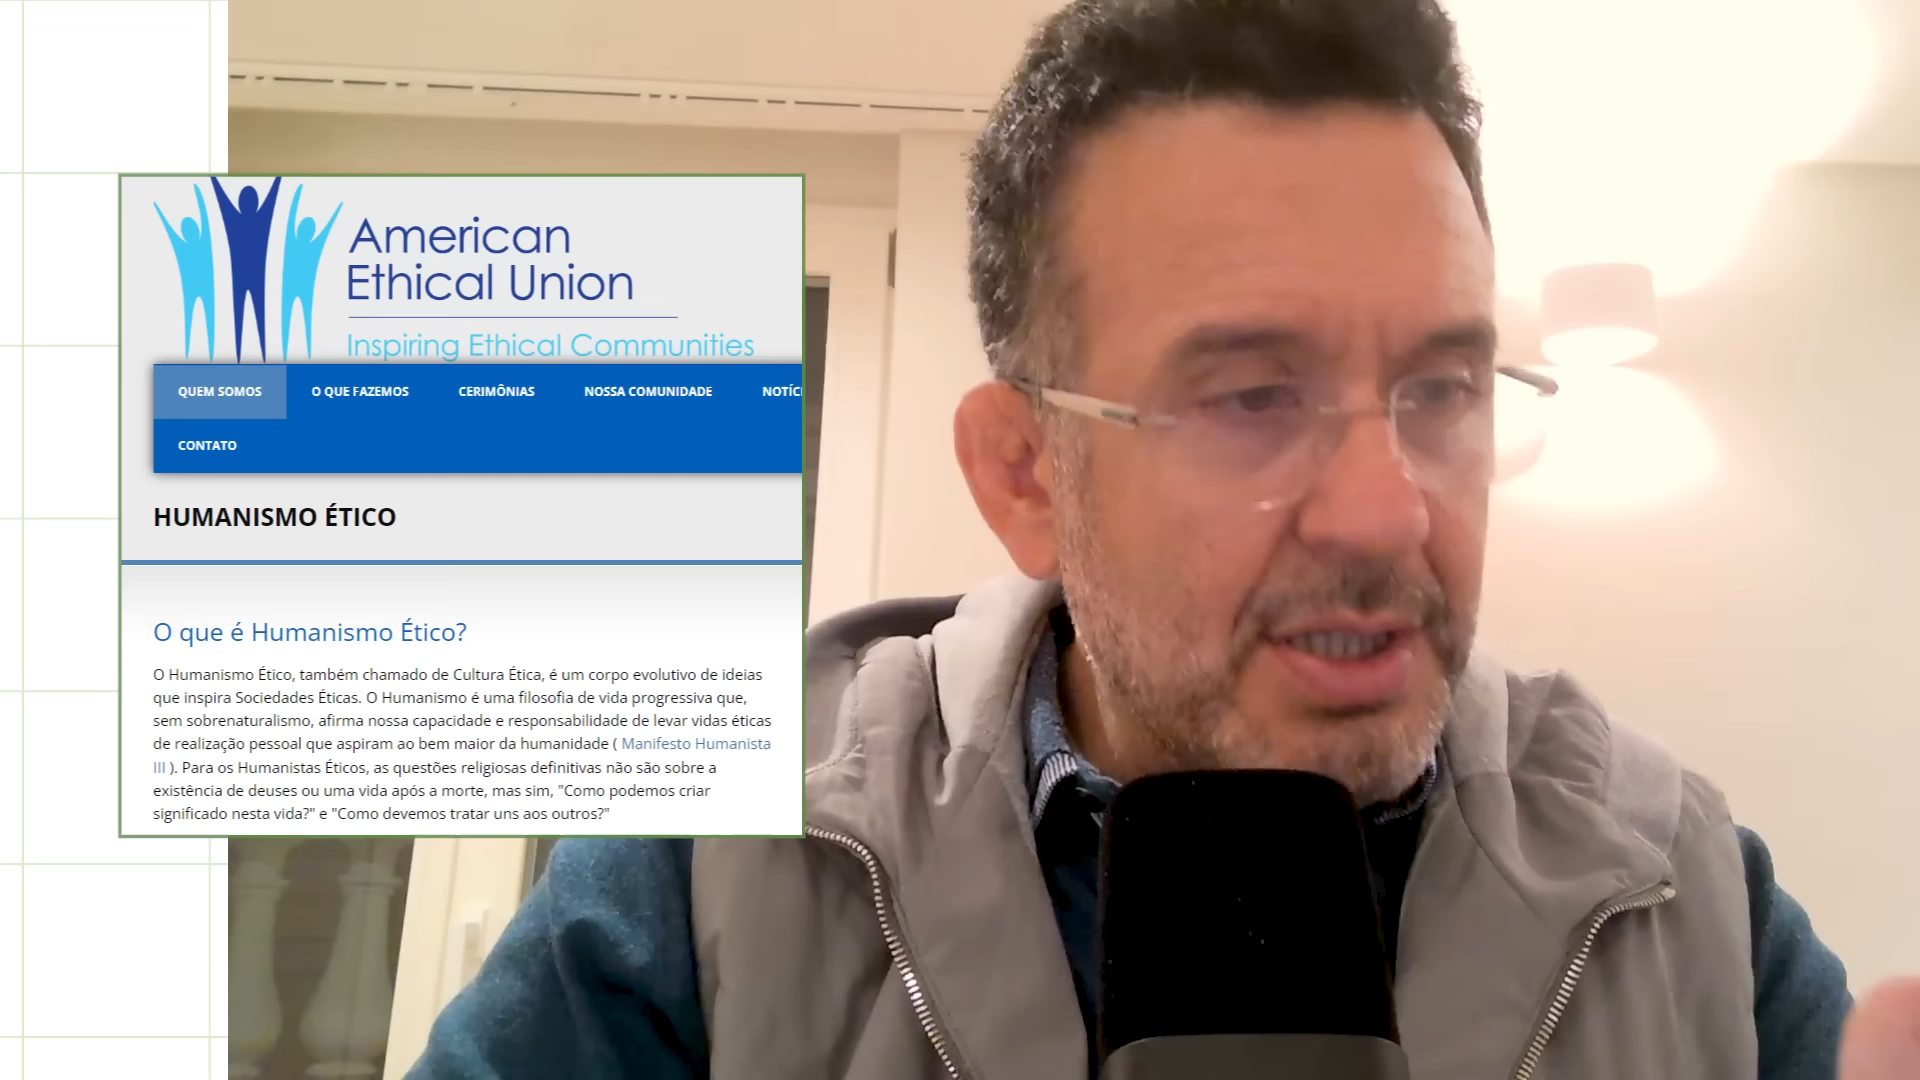 American
Ethical Union
Inspiring Ethical Communities
QUEM SOMOS
O QUE FAZEMOS
CERIMÔNIAS
NOSSA COMUNIDADE
CONTATO
HUMANISMO ÉTICO
O que é Humanismo Ético?
O Humanismo Ético, também chamado de Cultura Ética, é um corpo evolutivo de ideias
que inspira Sociedades Éticas. O Humanismo é uma filosofia de vida progressiva que,
sem sobrenaturalismo, afirma nossa capacidade e responsabilidade de levar vidas éticas
de realização pessoal que aspiram ao bem maior da humanidade ( Manifesto Humanista
III ). Para os Humanistas Éticos, as questões religiosas definitivas não são sobre a
existência de deuses ou uma vida após a morte, mas sim, "Como podemos criar
significado nesta vida?" e "Como devemos tratar uns aos outros?"